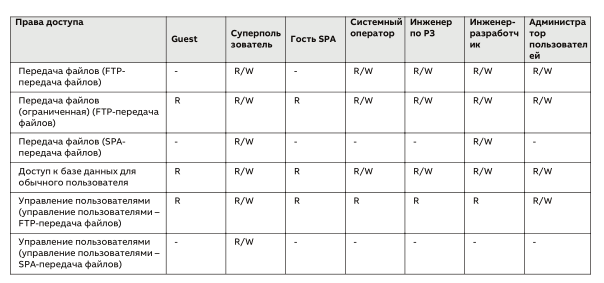 Права доступа
Guest
Суперполь
зователь
Гость SPA
Системный
оператор
Инженер
по РЗ
Инженер-
разработч
ик
Администра
тор
пользовател
ей
Передача файлов (FTP-
передача файлов)
- R/W - R/W R/W R/W R/W
Передача файлов
(ограниченная) (FTP-передача
файлов)
R R/W R R/W R/W R/W R/W
Передача файлов (SPA-
передача файлов)
- R/W - - - R/W -
Доступ к базе данных для
обычного пользователя
R R/W R R/W R/W R/W R/W
Управление пользователями
(управление пользователями –
FTP-передача файлов)
R R/W R R R R R/W
Управление пользователями
(управление пользователями –
SPA-передача файлов)
- R/W - - - - -